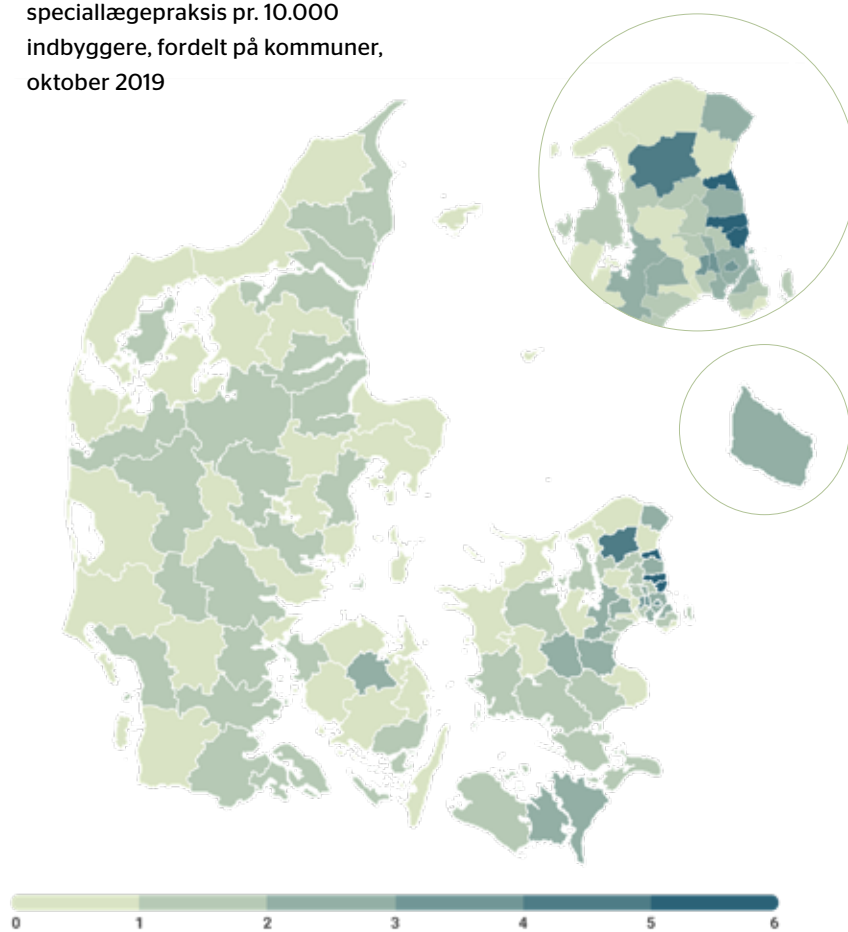 speciallægepraksis pr. 10.000
indbyggere, fordelt på kommuner,
oktober 2019
0 1 2 3 4 5 6